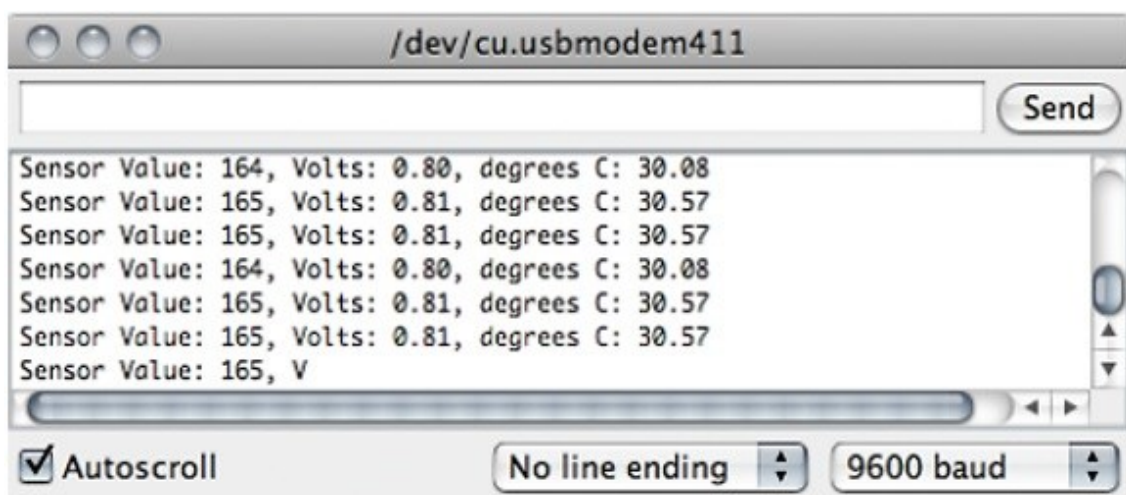 /dev/cu.usbmodem411
Send
Sensor Value: 164, Volts: 0.80, degrees C: 30.08
Sensor Value: 165, Volts: 0.81, degrees C: 30.57
Sensor Value: 165, Volts: 0.81, degrees C: 30.57
Sensor Value: 164, Volts: 0.80, degrees C: 30.08
Sensor Value: 165, Volts: 0.81, degrees C: 30.57
Sensor Value: 165, Volts: 0.81, degrees C: 30.57
Sensor Value: 165, V
Autoscroll No line ending 9600 baud